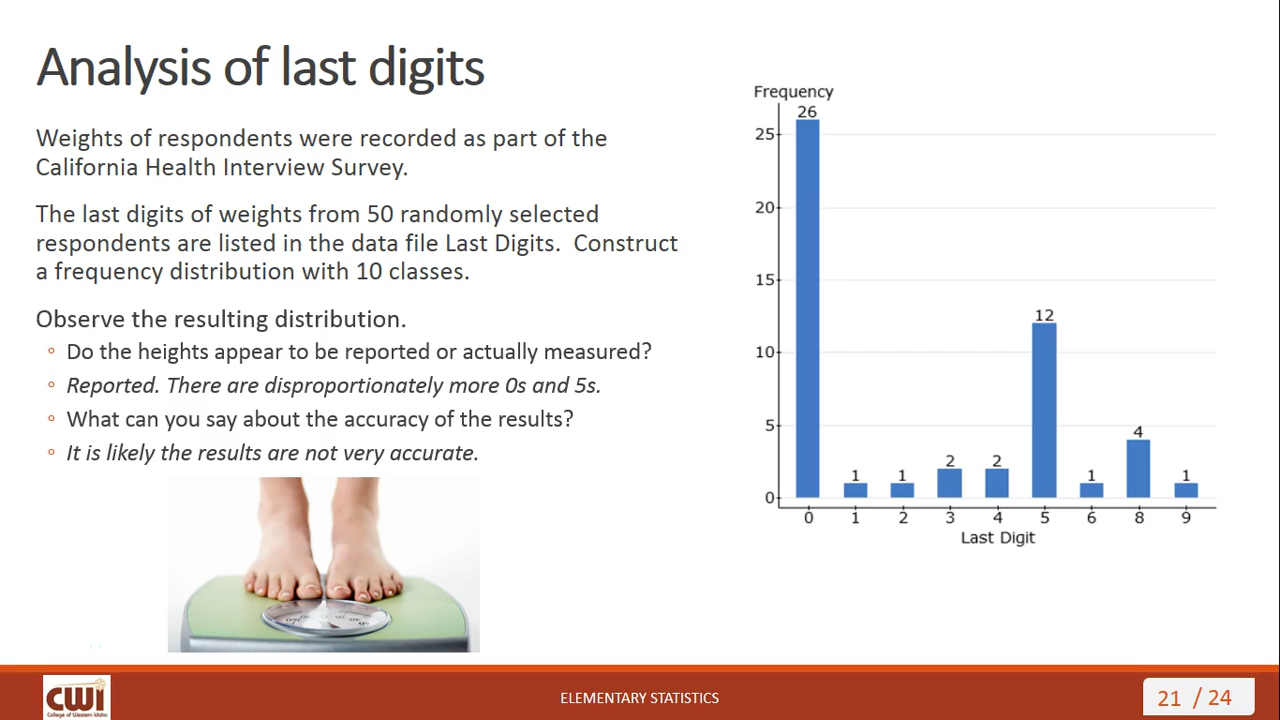 Analysis of last digits
Weights of respondents were recorded as part of the
California Health Interview Survey.
The last digits of weights from 50 randomly selected
respondents are listed in the data file Last Digits.  Construct
a frequency distribution with 10 classes.
Observe the resulting distribution.
◦ Do the heights appear to be reported or actually measured?
◦ Reported. There are disproportionately more 0s and 5s.
◦ What can you say about the accuracy of the results?
◦ It is likely the results are not very accurate.
Frequency
26
25
20
15
12
10
5
4
2 2
1 1 1 1
0
0 1 2 3 4 5 6 8 9
Last Digit
CWI
College of Western Idaho
ELEMENTARY STATISTICS
21 / 24